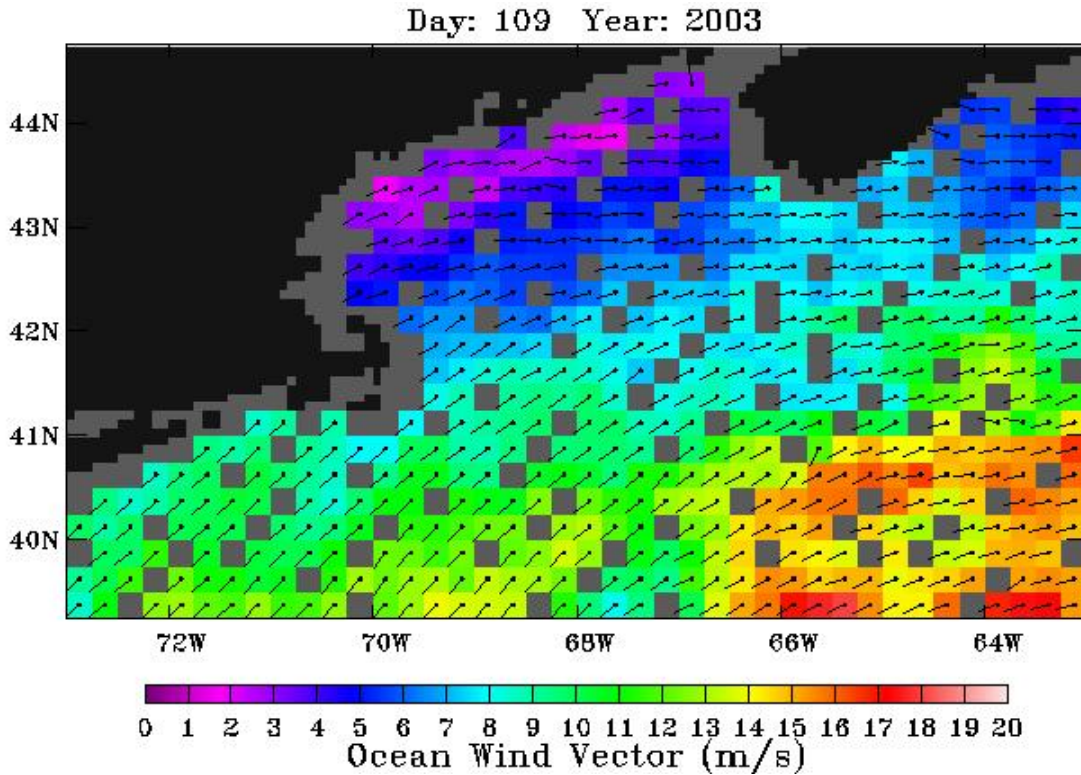 Day: 109 Year: 2003
44N
43N
42N
41N
40N
72W 70W 68W 66W 64W
0 1 2 3 4 5 6 7 8 9 10 11 12 13 14 15 16 17 18 19 20
Ocean Wind Vector (m/s)